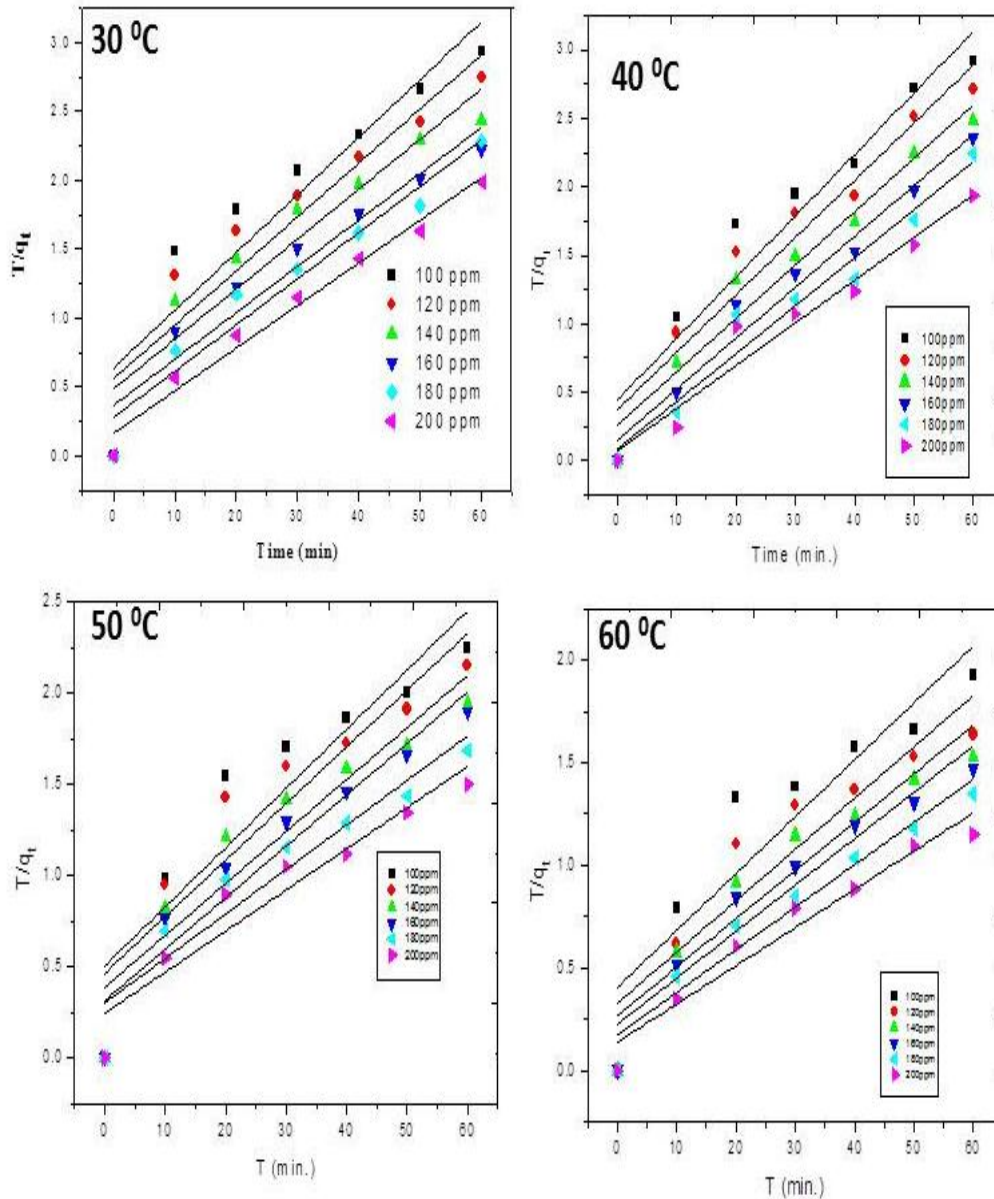 30 ⁰C
T/qt
3.0
2.5
2.0
1.5
1.0
0.5
0.0
100 ppm
120 ppm
140 ppm
160 ppm
180 ppm
200 ppm
0 10 20 30 40 50 60
Time (min)
40 ⁰C
T/qt
3.0
2.5
2.0
1.5
1.0
0.5
0.0
100ppm
120ppm
140ppm
160ppm
180ppm
200ppm
0 10 20 30 40 50 60
Time (min.)
50 ⁰C
T/qt
2.5
2.0
1.5
1.0
0.5
0.0
100ppm
120ppm
140ppm
160ppm
180ppm
200ppm
0 10 20 30 40 50 60
T (min.)
60 ⁰C
T/qt
2.0
1.5
1.0
0.5
0.0
100ppm
120ppm
140ppm
160ppm
180ppm
200ppm
0 10 20 30 40 50 60
T (min.)